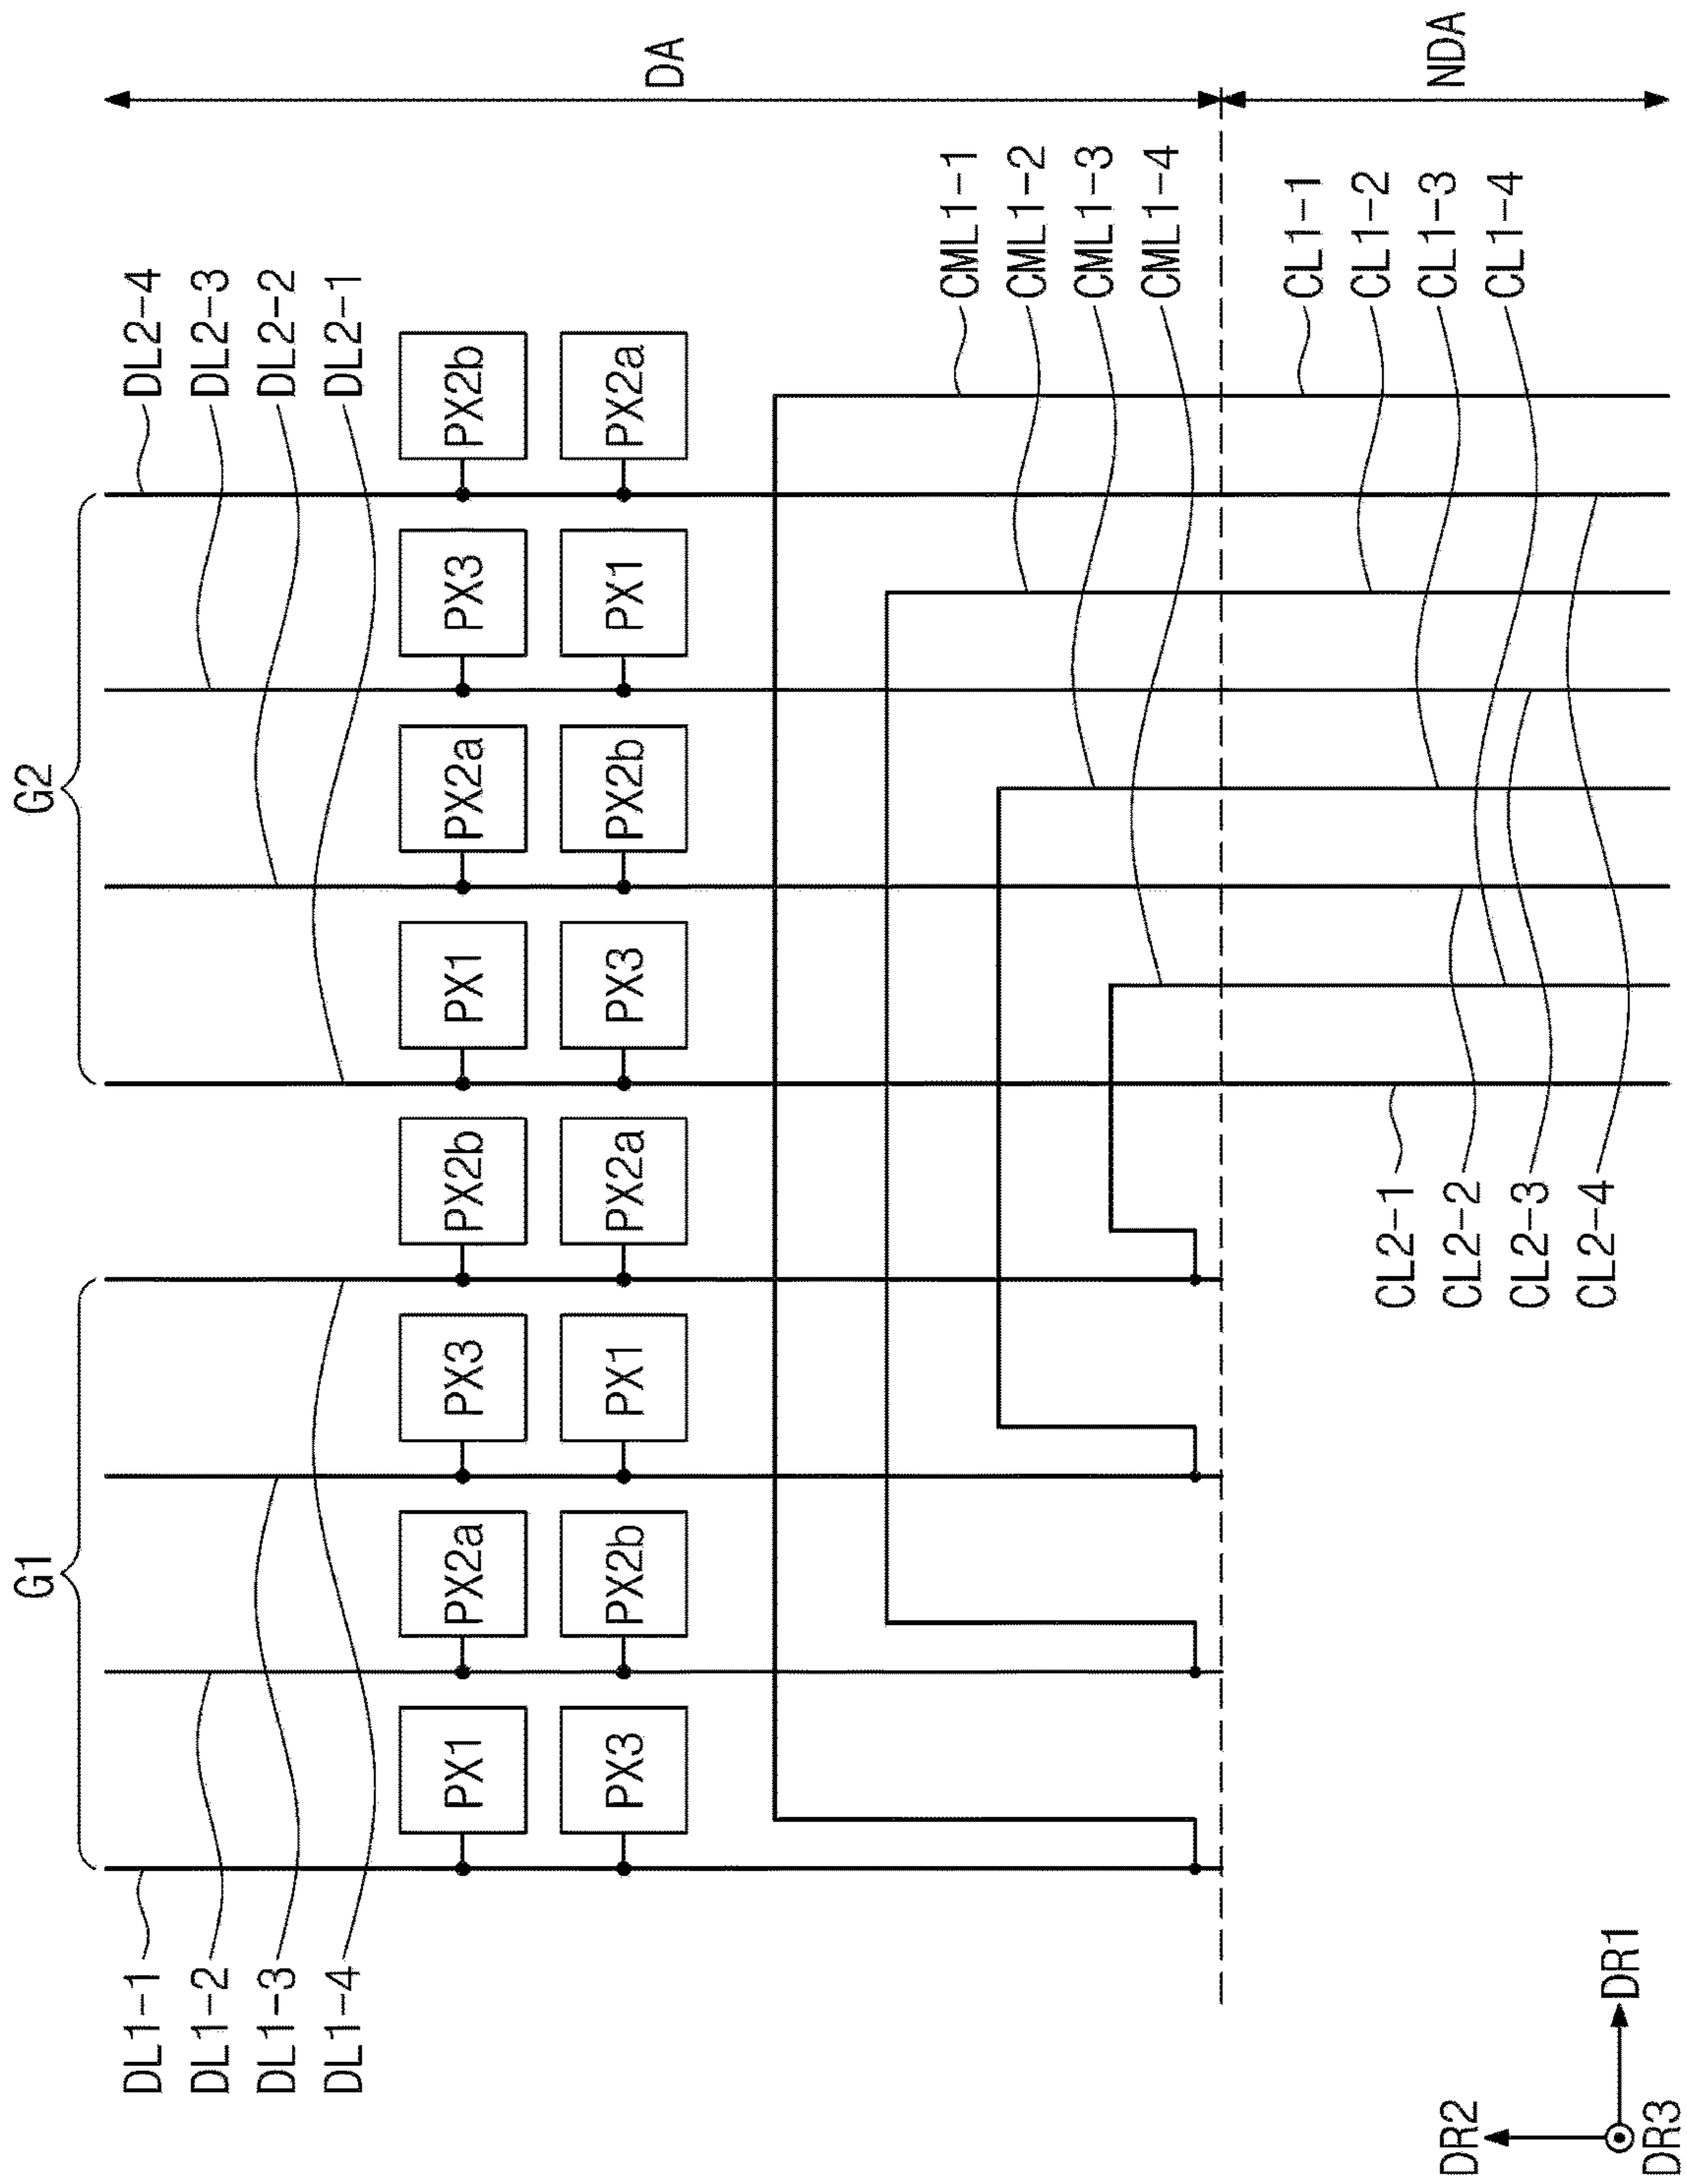 G1
G2
DL1-1
DL1-2
DL1-3
DL1-4
DL2-4
DL2-3
DL2-2
DL2-1
PX1 PX2a PX3 PX2b PX1 PX2a PX3 PX2b
PX3 PX2b PX1 PX2a PX3 PX2b PX1 PX2a
DA
CML1-1
CML1-2
CML1-3
CML1-4
NDA
CL1-1
CL1-2
CL1-3
CL1-4
CL2-1
CL2-2
CL2-3
CL2-4
DR2
DR1
DR3